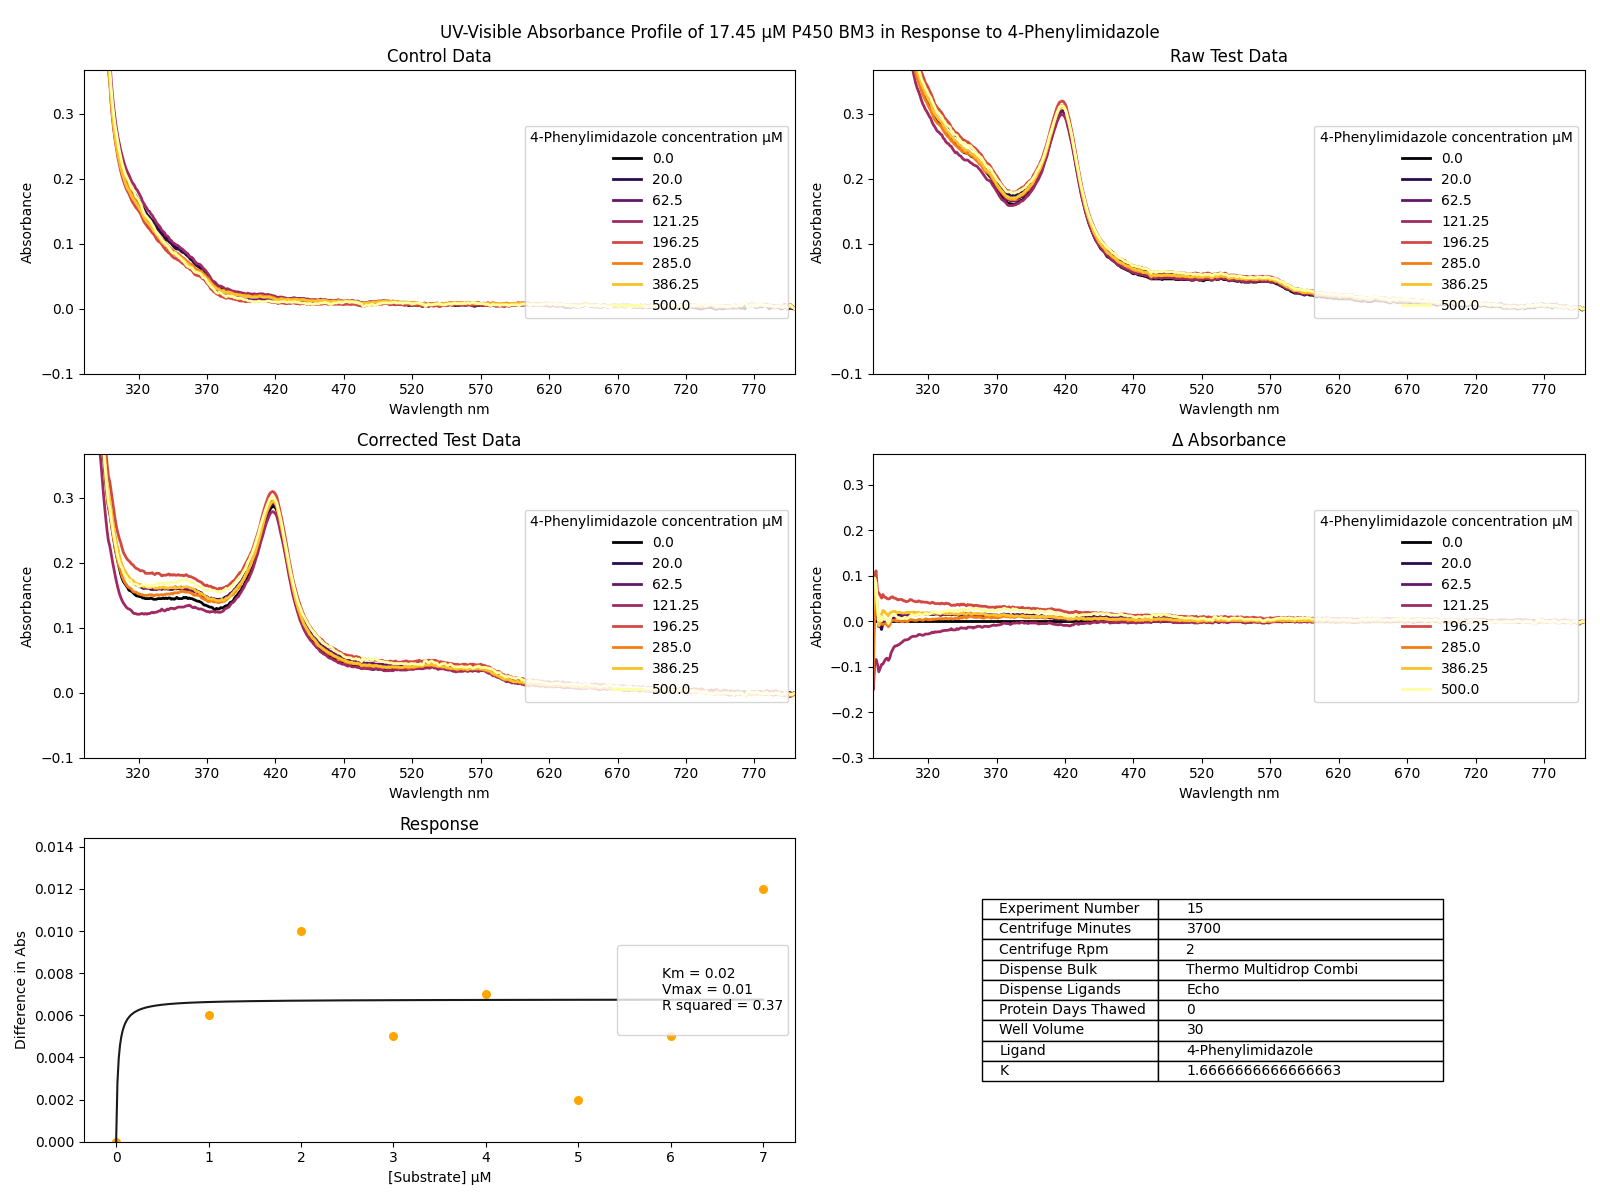 UV-Visible Absorbance Profile of 17.45 µM P450 BM3 in Response to 4-Phenylimidazole
Control Data
Absorbance
0.3
0.2
0.1
0.0
−0.1
320 370 420 470 520 570 620 670 720 770
Wavlength nm
4-Phenylimidazole concentration µM
0.0
20.0
62.5
121.25
196.25
285.0
386.25
500.0
Raw Test Data
Absorbance
0.3
0.2
0.1
0.0
−0.1
320 370 420 470 520 570 620 670 720 770
Wavlength nm
4-Phenylimidazole concentration µM
0.0
20.0
62.5
121.25
196.25
285.0
386.25
500.0
Corrected Test Data
Absorbance
0.3
0.2
0.1
0.0
−0.1
320 370 420 470 520 570 620 670 720 770
Wavlength nm
4-Phenylimidazole concentration µM
0.0
20.0
62.5
121.25
196.25
285.0
386.25
500.0
Δ Absorbance
Absorbance
0.3
0.2
0.1
0.0
−0.1
−0.2
−0.3
320 370 420 470 520 570 620 670 720 770
Wavlength nm
4-Phenylimidazole concentration µM
0.0
20.0
62.5
121.25
196.25
285.0
386.25
500.0
Response
Difference in Abs
0.014
0.012
0.010
0.008
0.006
0.004
0.002
0.000
0 1 2 3 4 5 6 7
[Substrate] µM
Km = 0.02
Vmax = 0.01
R squared = 0.37
Experiment Number 15
Centrifuge Minutes 3700
Centrifuge Rpm 2
Dispense Bulk Thermo Multidrop Combi
Dispense Ligands Echo
Protein Days Thawed 0
Well Volume 30
Ligand 4-Phenylimidazole
K 1.6666666666666663